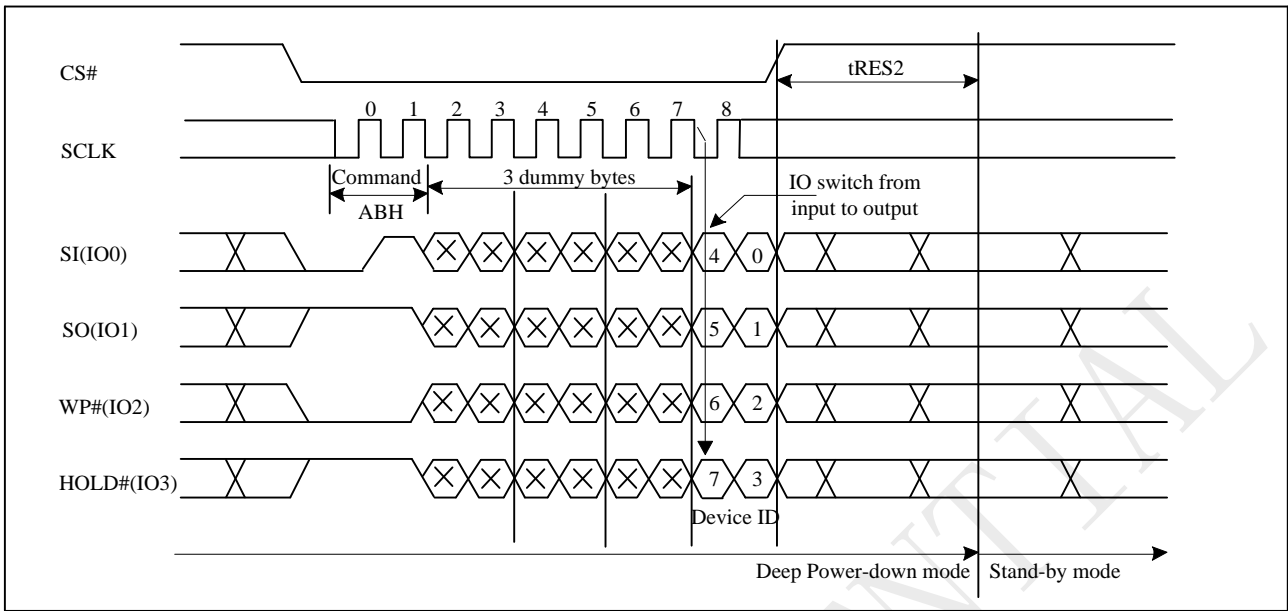 CS#
tRES2
0 1 2 3 4 5 6 7 8
SCLK
Command
ABH
3 dummy bytes
IO switch from
input to output
SI(IO0)
4 0
SO(IO1)
5 1
WP#(IO2)
6 2
HOLD#(IO3)
7 3
Device ID
Deep Power-down mode
Stand-by mode